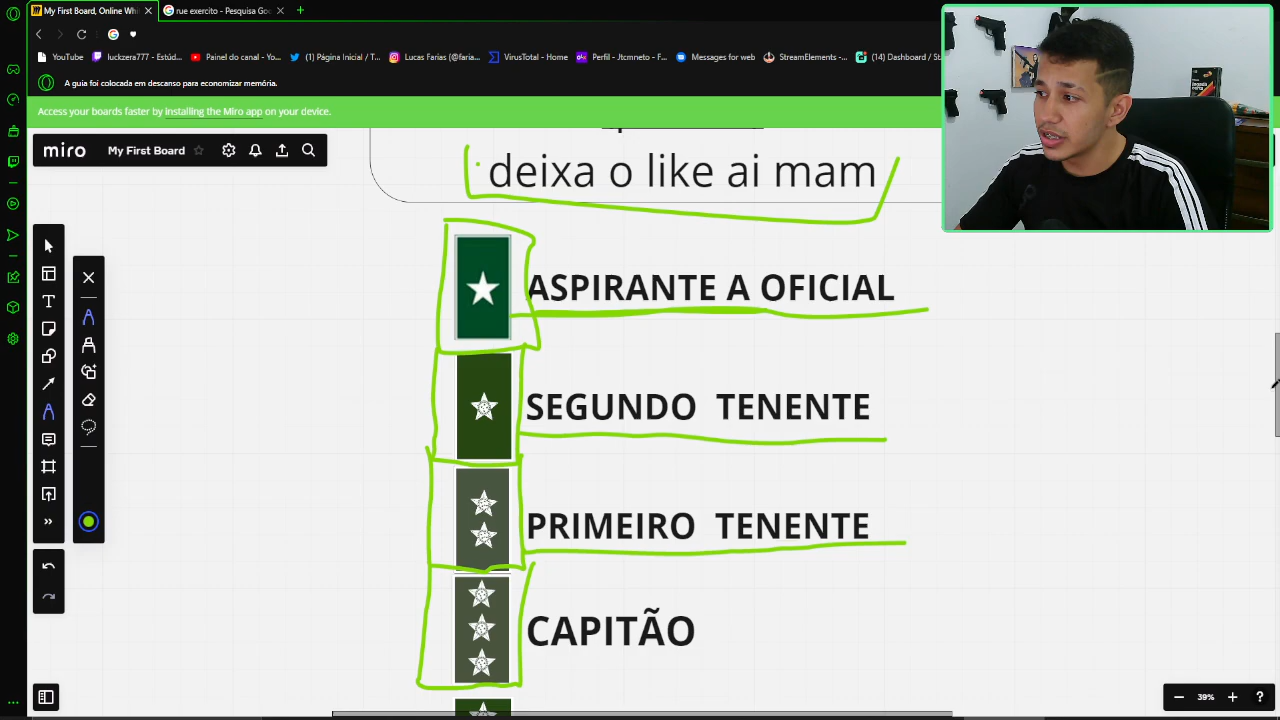 My First Board, Online Wh
rue exercito - Pesquisa Goo
YouTube
luckzera777 - Estúd...
Painel do canal - Yo...
(1) Página inicial / T...
Lucas Farias (@faria...
VirusTotal - Home
Perfil - Jtcmneto - F...
Messages for web
StreamElements - ...
(14) Dashboard / St
A guia foi colocada em descanso para economizar memória.
Access your boards faster by installing the Miro app on your device.
miro My First Board
deixa o like ai mam
ASPIRANTE A OFICIAL
SEGUNDO TENENTE
PRIMEIRO TENENTE
CAPITÃO
39%